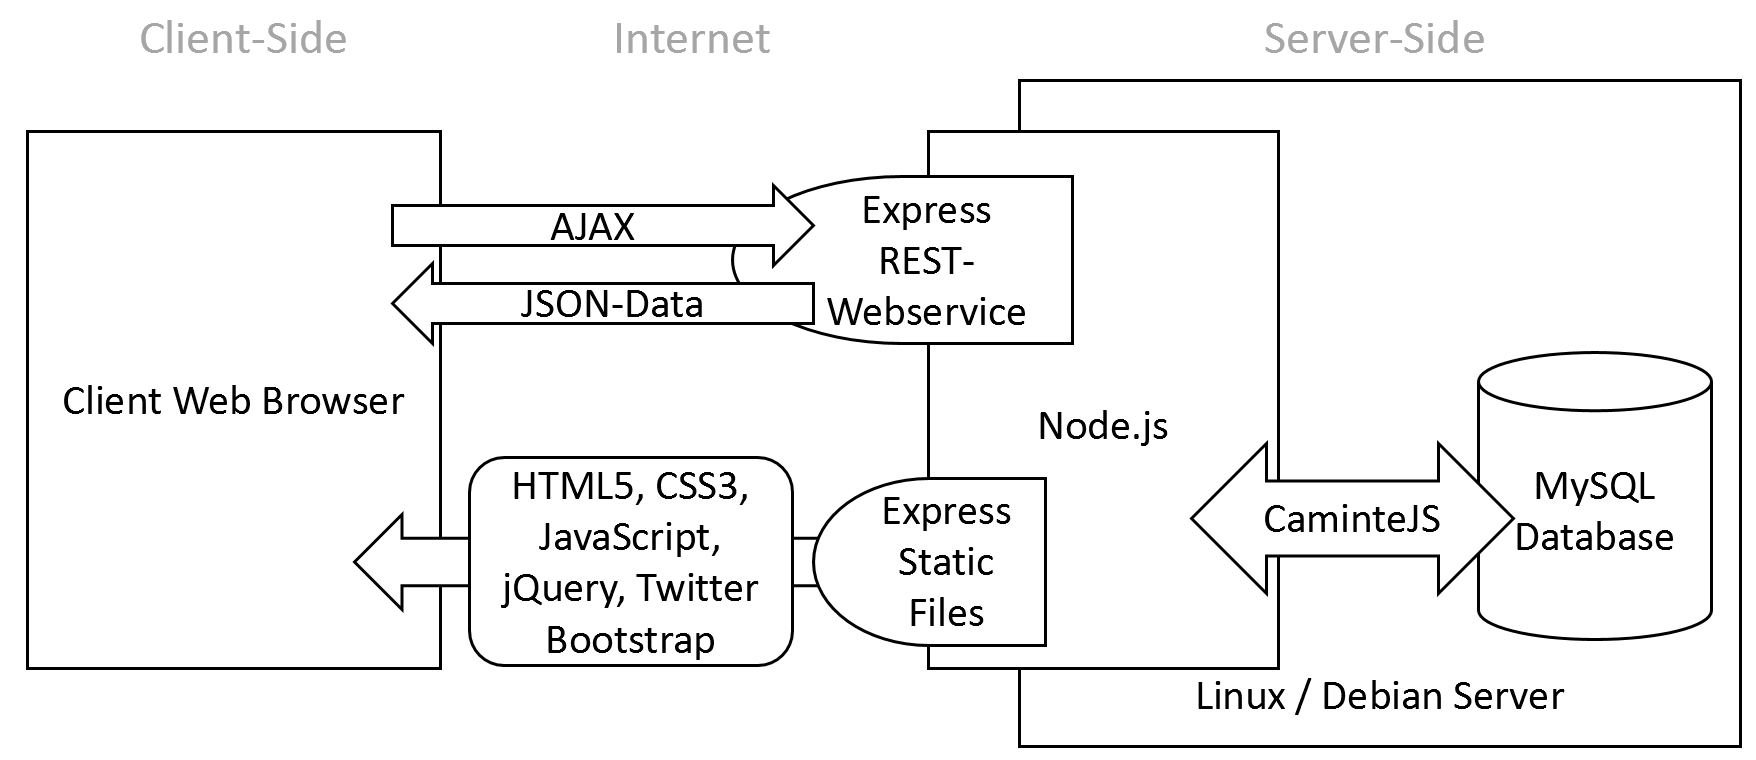 Client-Side
Internet
Server-Side
AJAX
JSON-Data
Express
REST-
Webservice
Client Web Browser
Node.js
HTML5, CSS3,
JavaScript,
jQuery, Twitter
Bootstrap
Express
Static
Files
CaminteJS
MySQL
Database
Linux / Debian Server